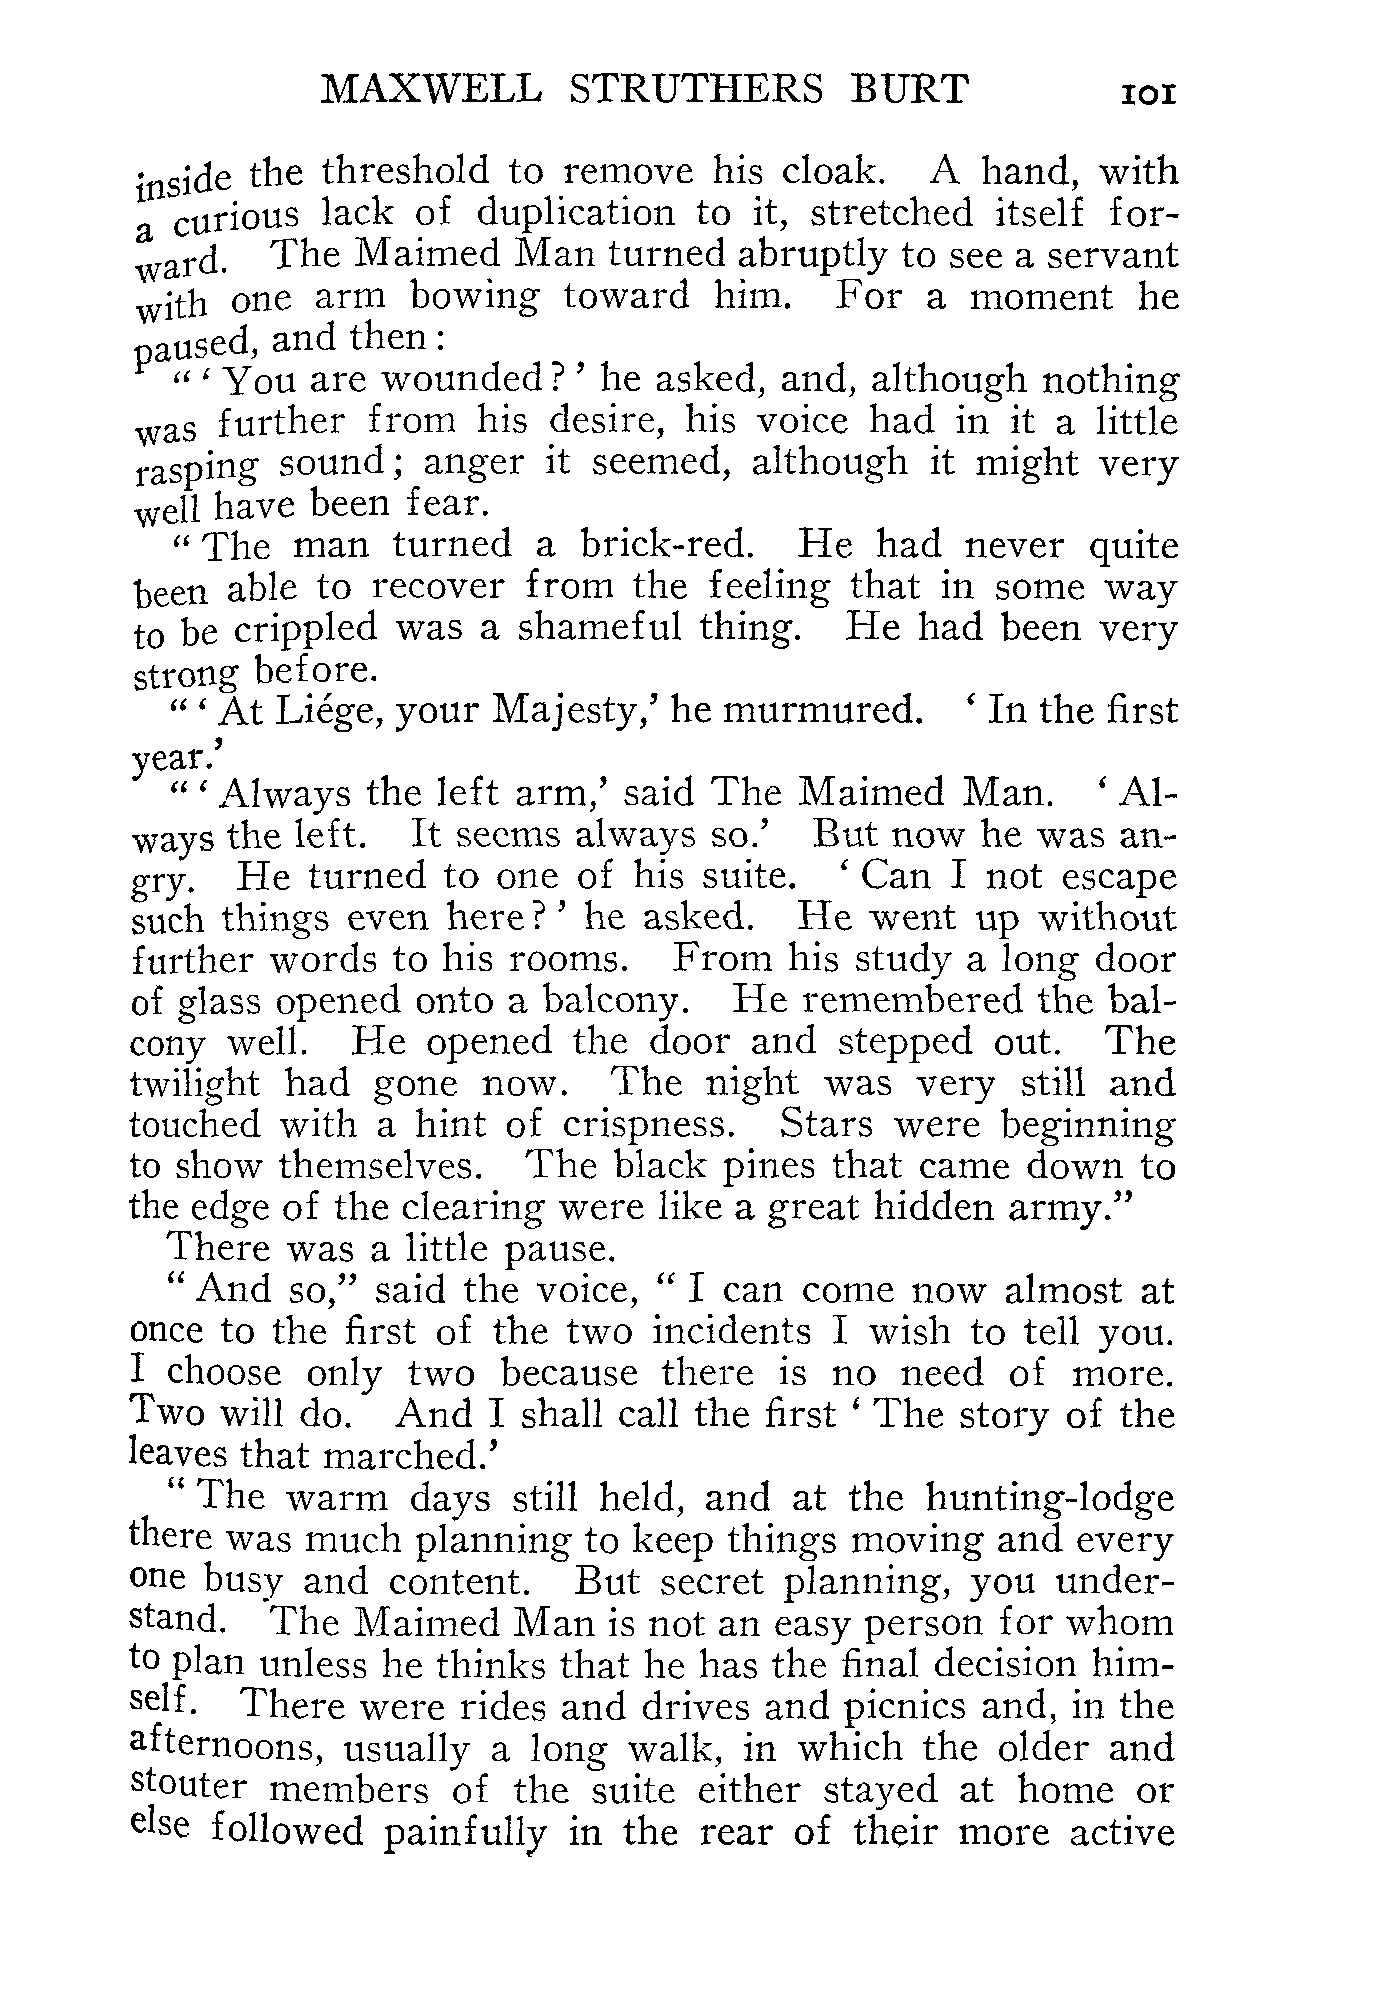 MAXWELL STRUTHERS BURT 101
inside the threshold to remove his cloak. A hand, with
a curious lack of duplication to it, stretched itself for-
ward. The Maimed Man turned abruptly to see a servant
with one arm bowing toward him. For a moment he
paused, and then:
"'You are wounded?' he asked, and, although nothing
was further from his desire, his voice had in it a little
rasping sound; anger it seemed, although it might very
well have been fear.
"The man turned a brick-red. He had never quite
been able to recover from the feeling that in some way
to be crippled was a shameful thing. He had been very
strong before.
"'At Liége, your Majesty,' he murmured. 'In the first
year.'
"'Always the left arm,' said The Maimed Man. 'Al-
ways the left. It seems always so.' But now he was an-
gry. He turned to one of his suite. 'Can I not escape
such things even here?' he asked. He went up without
further words to his rooms. From his study a long door
of glass opened onto a balcony. He remembered the bal-
cony well. He opened the door and stepped out. The
twilight had gone now. The night was very still and
touched with a hint of crispness. Stars were beginning
to show themselves. The black pines that came down to
the edge of the clearing were like a great hidden army."
There was a little pause.
"And so," said the voice, "I can come now almost at
once to the first of the two incidents I wish to tell you.
I choose only two because there is no need of more.
Two will do. And I shall call the first 'The story of the
leaves that marched.'
"The warm days still held, and at the hunting-lodge
there was much planning to keep things moving and every
one busy and content. But secret planning, you under-
stand. The Maimed Man is not an easy person for whom
to plan unless he thinks that he has the final decision him-
self. There were rides and drives and picnics and, in the
afternoons, usually a long walk, in which the older and
stouter members of the suite either stayed at home or
else followed painfully in the rear of their more active